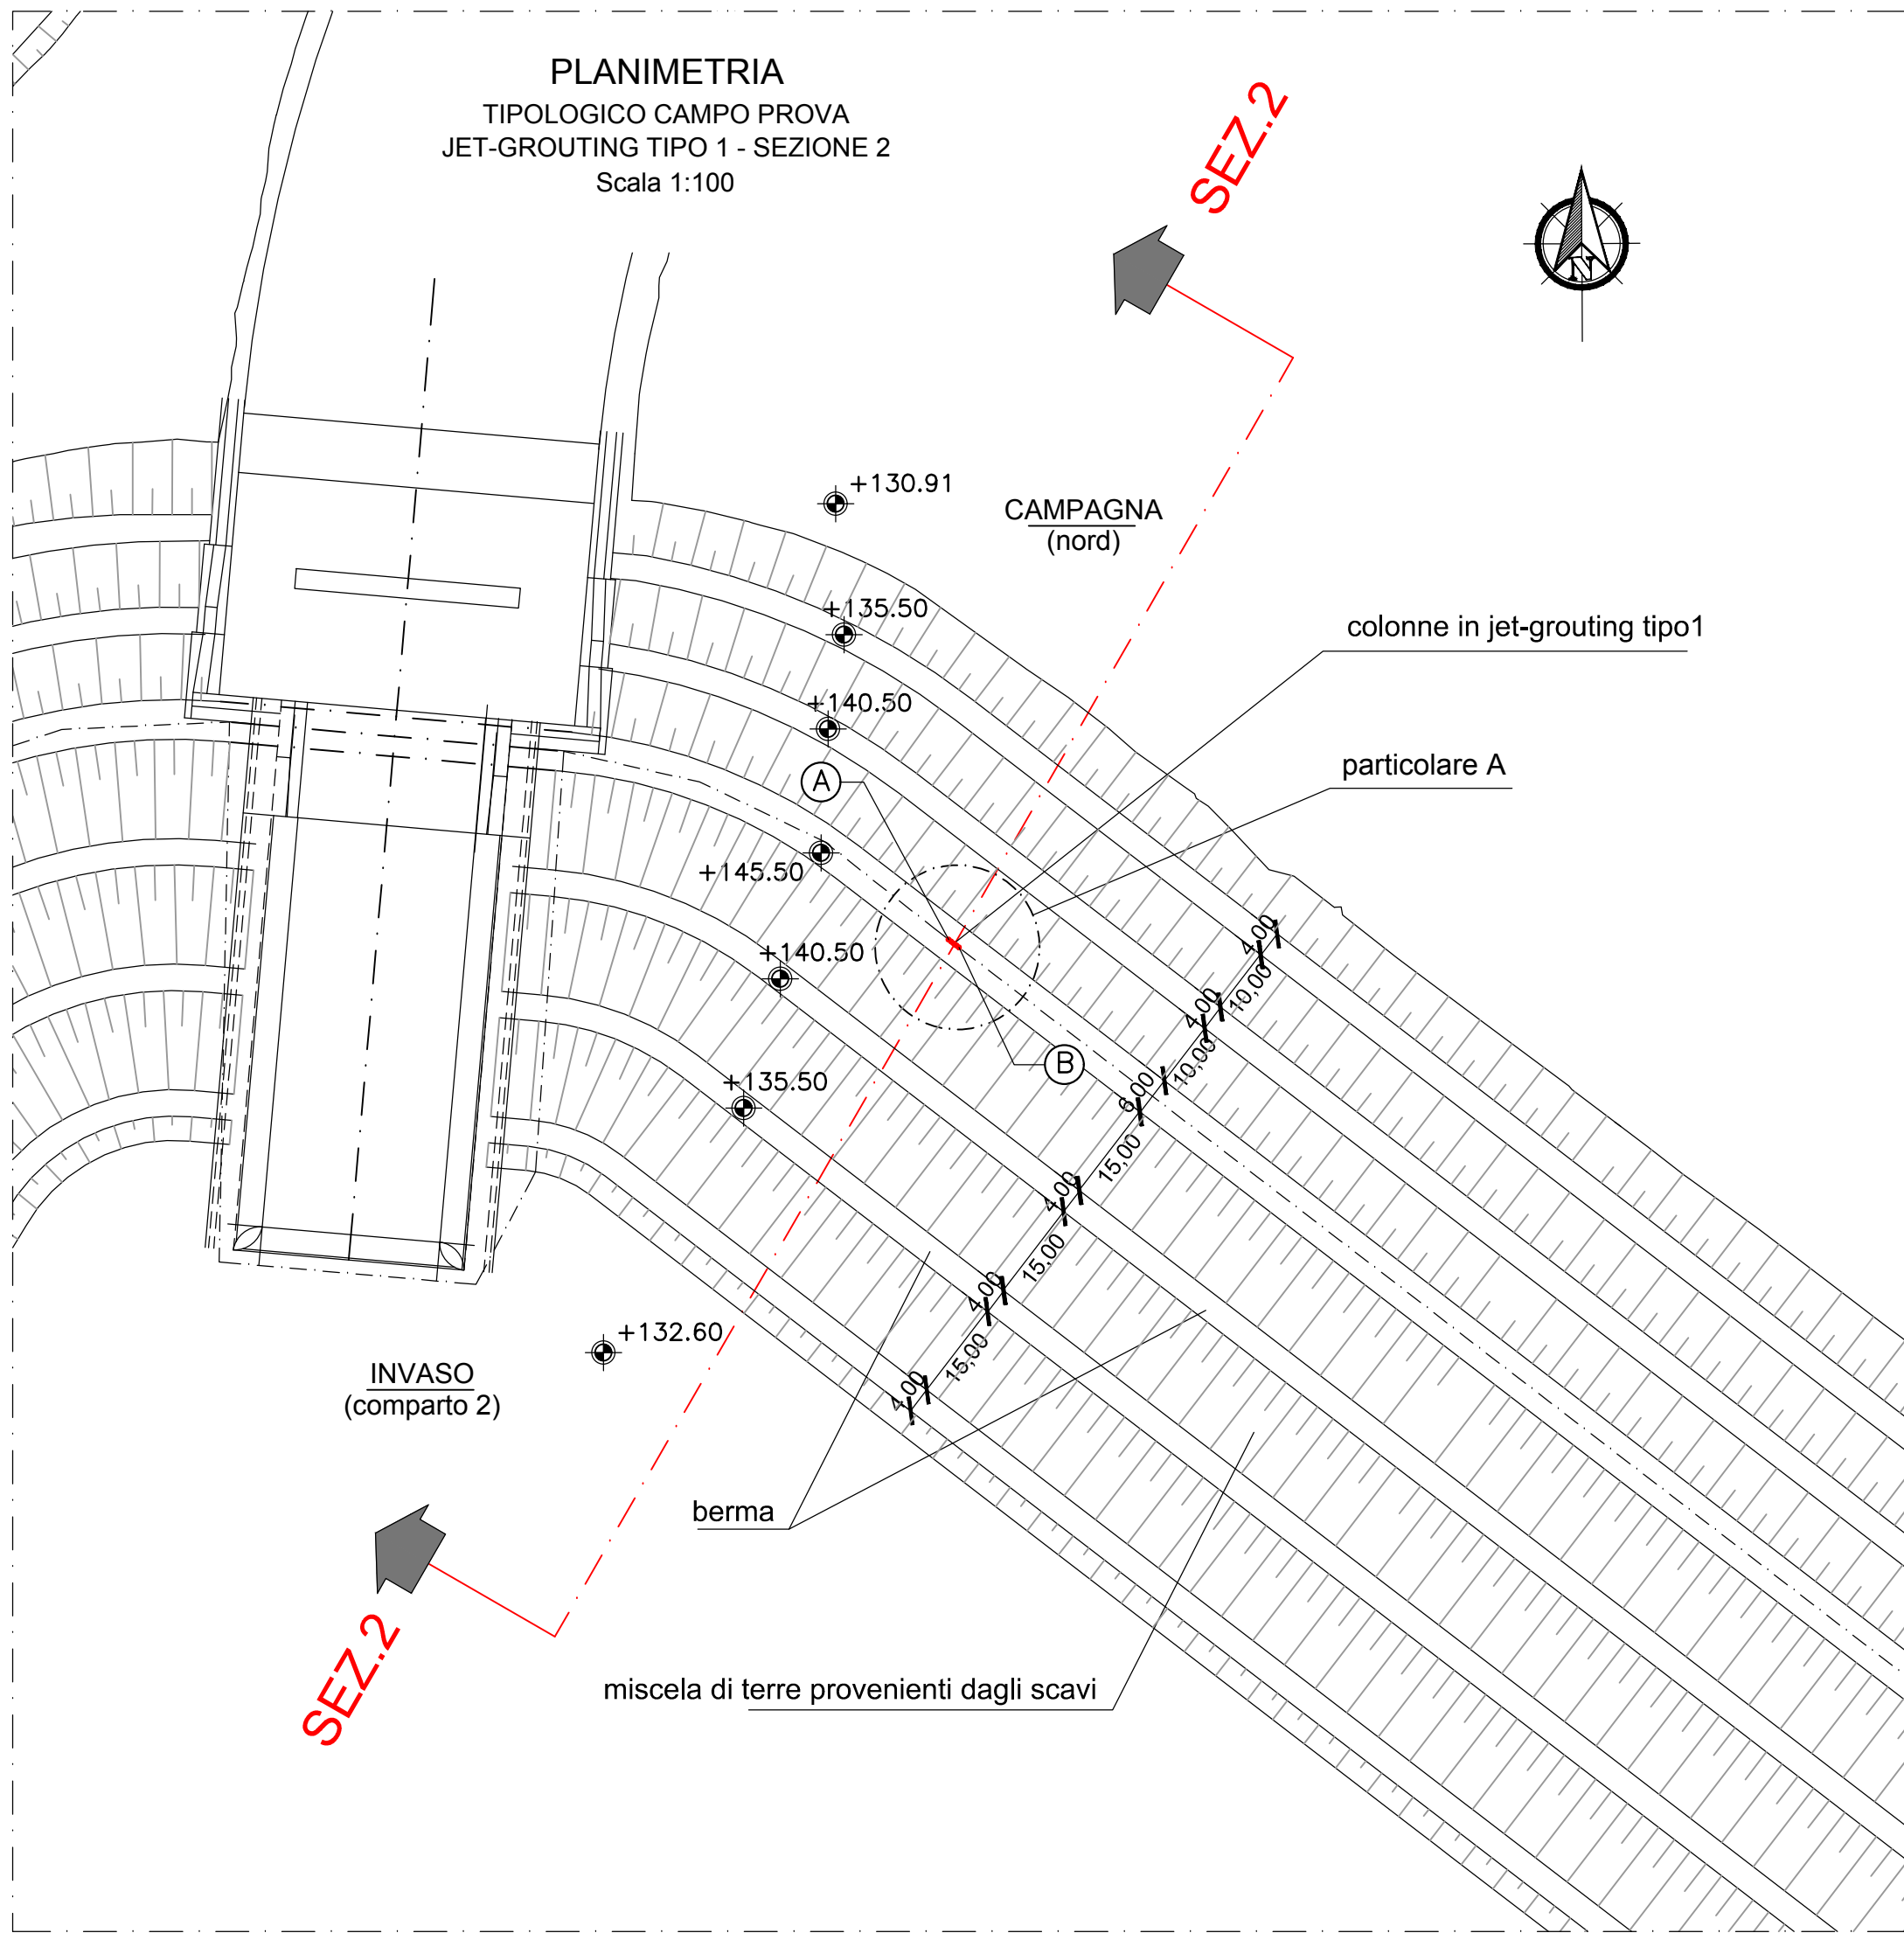 PLANIMETRIA
TIPOLOGICO CAMPO PROVA
JET-GROUTING TIPO 1 - SEZIONE 2
Scala 1:100
SEZ.2
N
+130.91
CAMPAGNA
(nord)
+135.50
colonne in jet-grouting tipo1
+140.50
particolare A
A
+145.50
+140.50
B
+135.50
4.00
10,00
4.00
10,00
6.00
15,00
4.00
15,00
4.00
15,00
4.00
+132.60
INVASO
(comparto 2)
berma
SEZ.2
miscela di terre provenienti dagli scavi